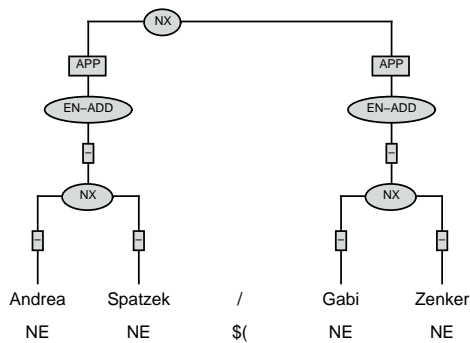 NX
APP APP
EN–ADD EN–ADD
– –
NX NX
– – – –
Andrea Spatzek / Gabi Zenker
NE NE $( NE NE